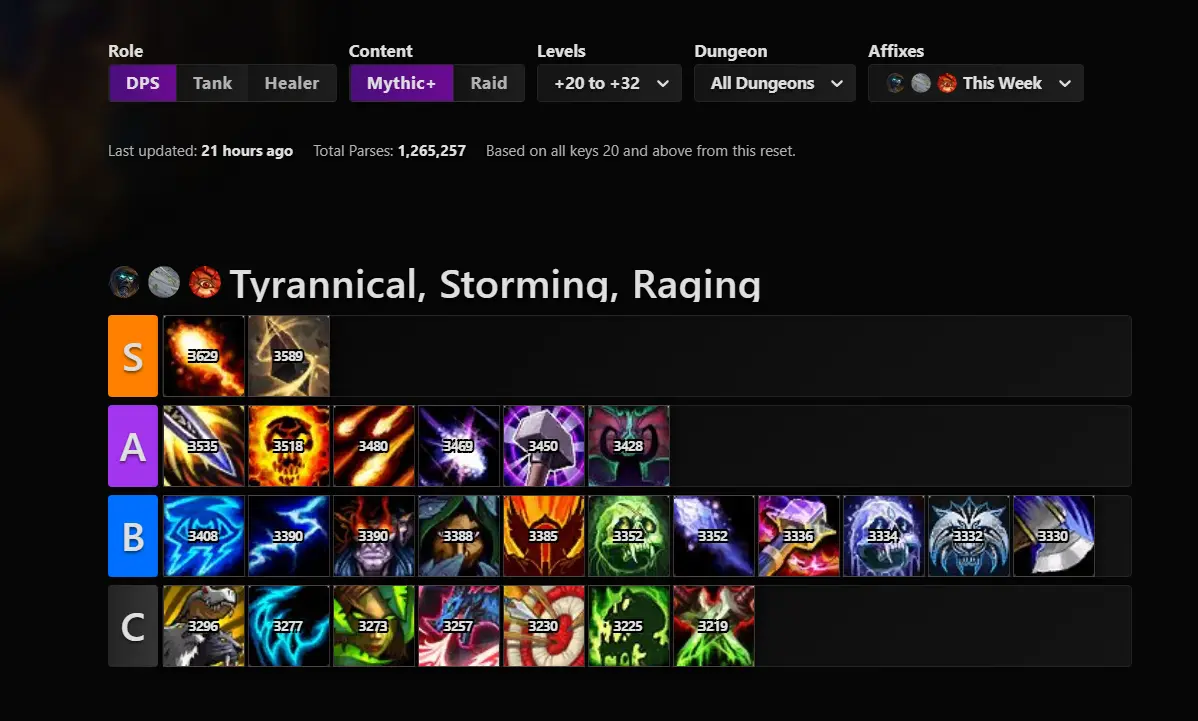 Role Content Levels Dungeon Affixes
DPS Tank Healer Mythic+ Raid +20 to +32 All Dungeons This Week
Last updated: 21 hours ago Total Parses: 1,265,257 Based on all keys 20 and above from this reset.
Tyrannical, Storming, Raging
S 3629 3589
A 3535 3518 3480 3469 3450 3428
B 3408 3390 3390 3388 3385 3352 3352 3336 3334 3332 3330
C 3296 3277 3273 3257 3230 3225 3219